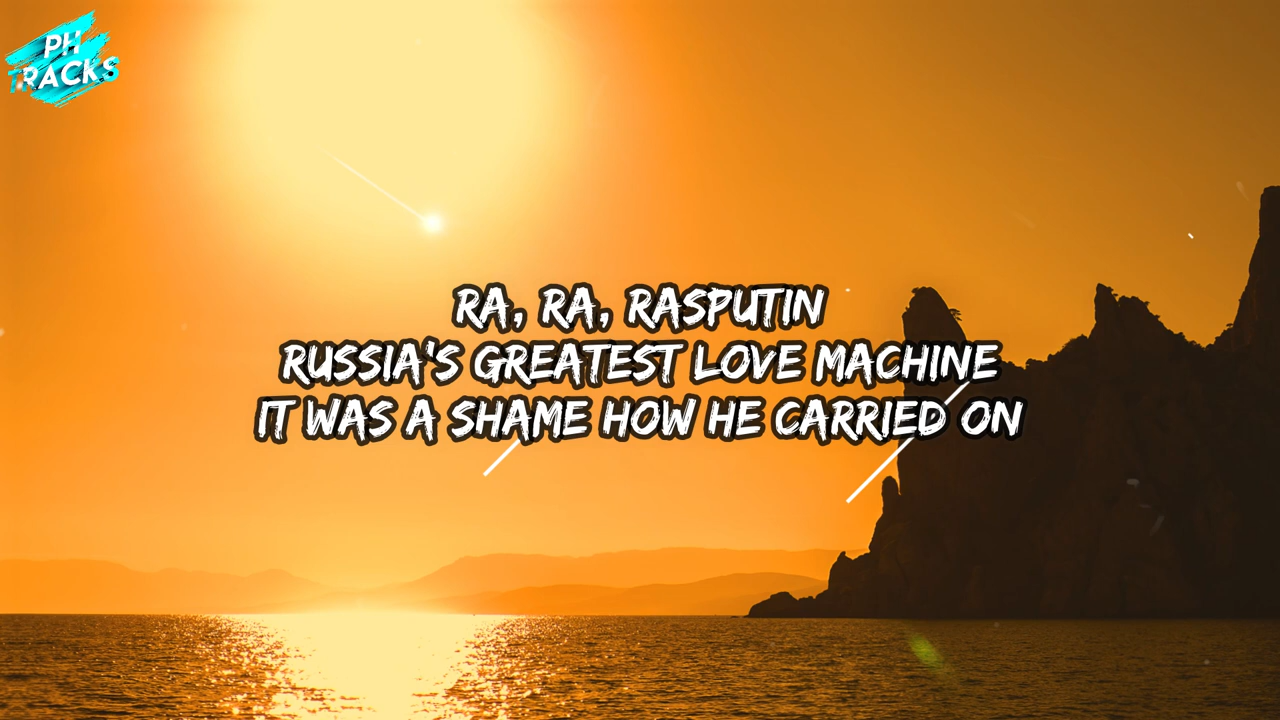 PH
TRACKS
RA, RA, RASPUTIN
RUSSIA'S GREATEST LOVE MACHINE
IT WAS A SHAME HOW HE CARRIED ON